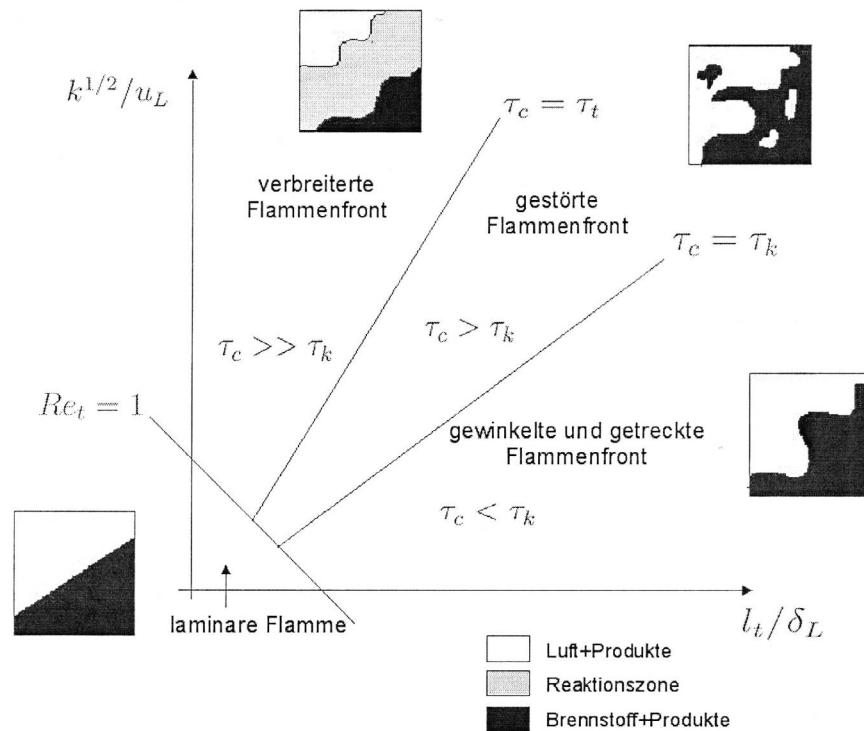 k^{1/2}/u_L
τ_c = τ_t
verbreiterte
Flammenfront
gestörte
Flammenfront
τ_c = τ_k
τ_c >> τ_k
τ_c > τ_k
Re_t = 1
gewinkelte und getreckte
Flammenfront
τ_c < τ_k
laminare Flamme
l_t/δ_L
Luft+Produkte
Reaktionszone
Brennstoff+Produkte